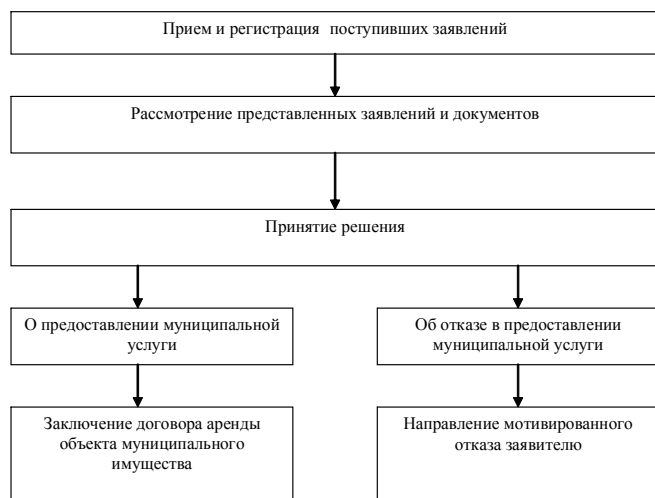 Прием и регистрация поступивших заявлений
Рассмотрение представленных заявлений и документов
Принятие решения
О предоставлении муниципальной
услуги
Об отказе в предоставлении
муниципальной услуги
Заключение договора аренды
объекта муниципального
имущества
Направление мотивированного
отказа заявителю